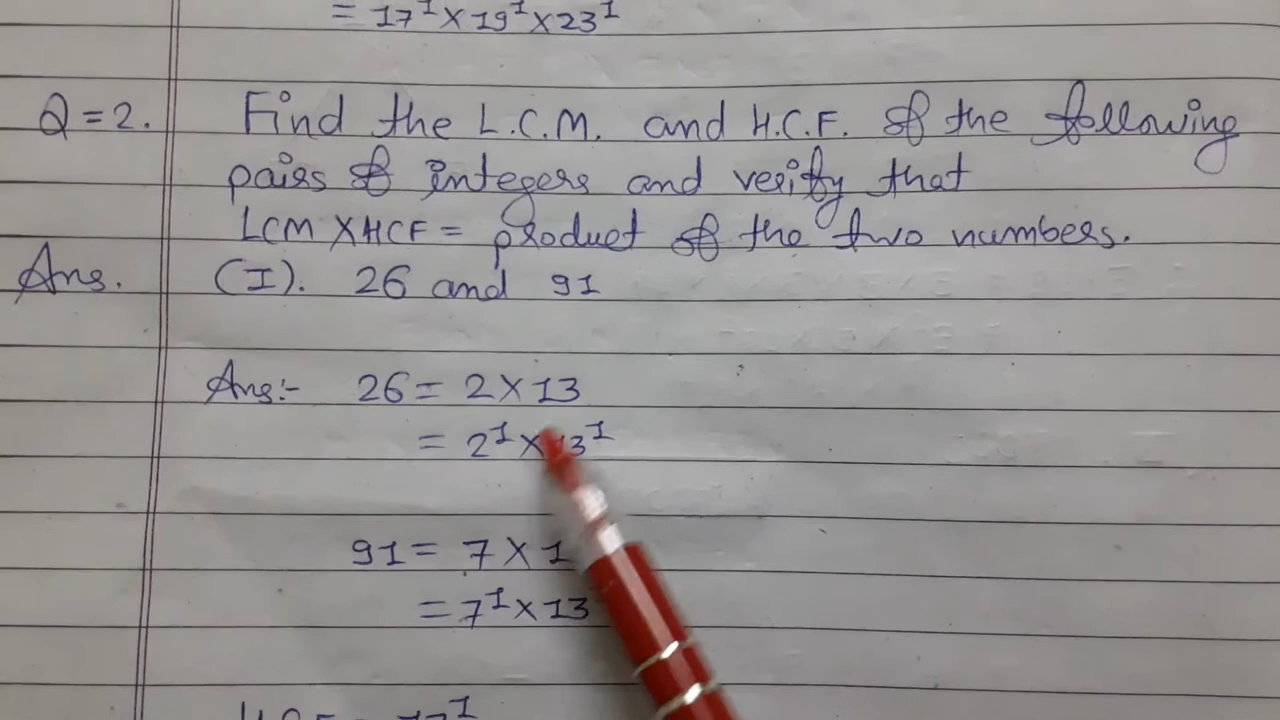 = 17¹ × 19¹ × 23¹
Q=2. Find the L.C.M. and H.C.F. of the following
pairs of integers and verify that
LCM X HCF = product of the two numbers.
Ans. (I). 26 and 91
Ans:- 26 = 2 × 13
= 2¹ × 13¹
91 = 7 × 1
= 7¹ × 13